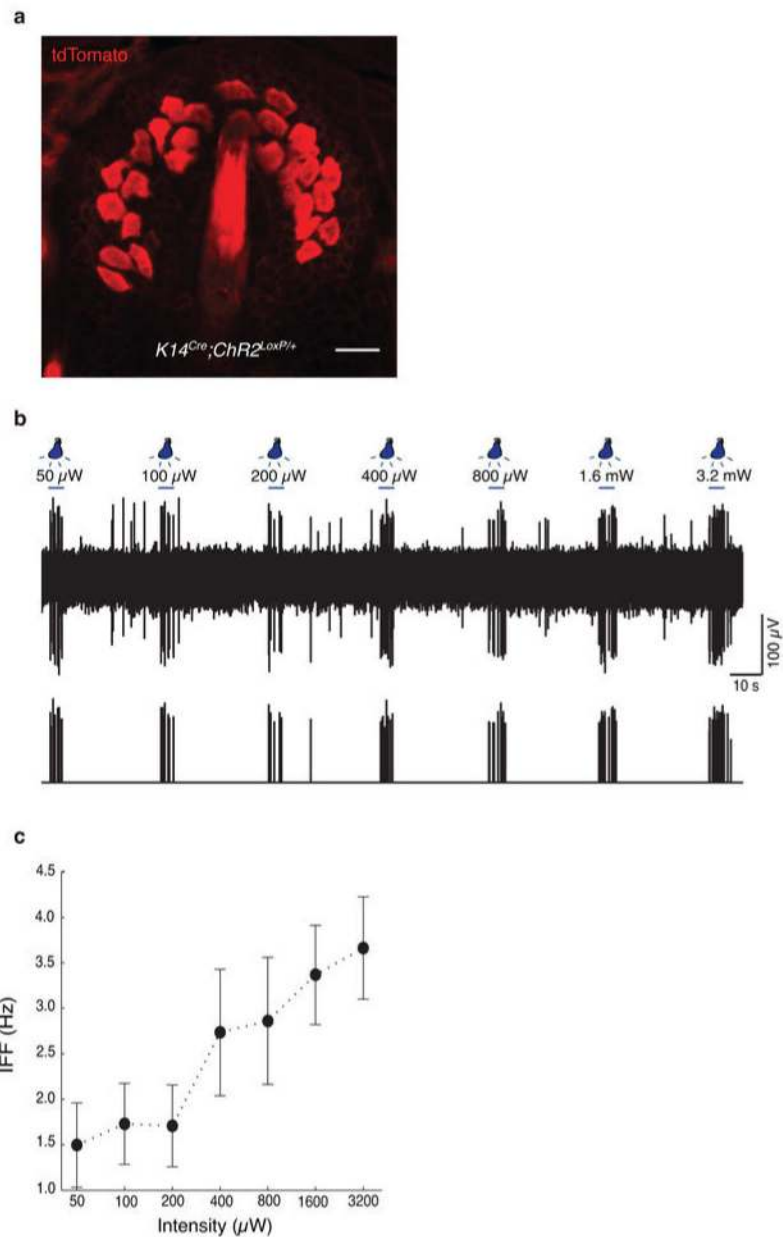 a
tdTomato
K14Cre;ChR2LoxP/+
b
50 µW 100 µW 200 µW 400 µW 800 µW 1.6 mW 3.2 mW
100 µV
10 s
c
4.5
4.0
3.5
3.0
2.5
2.0
1.5
1.0
IFF (Hz)
50 100 200 400 800 1600 3200
Intensity (µW)